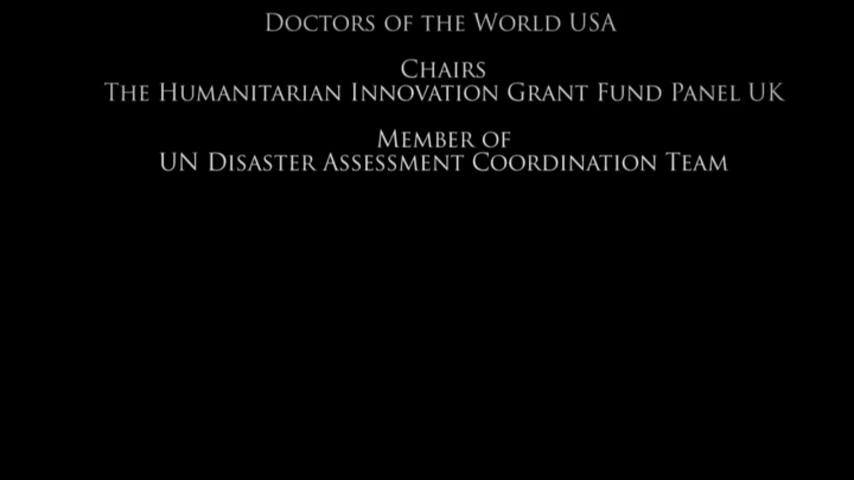 Doctors of the World USA
Chairs
The Humanitarian Innovation Grant Fund Panel UK
Member of
UN Disaster Assessment Coordination Team